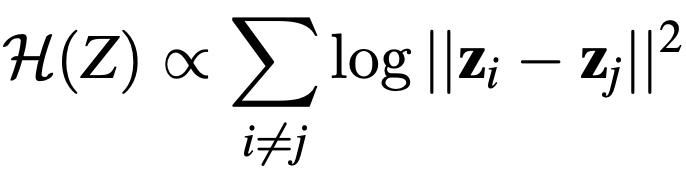 ℋ(Z) ∝ ∑_{i≠j} log ||𝐳_i − 𝐳_j||²